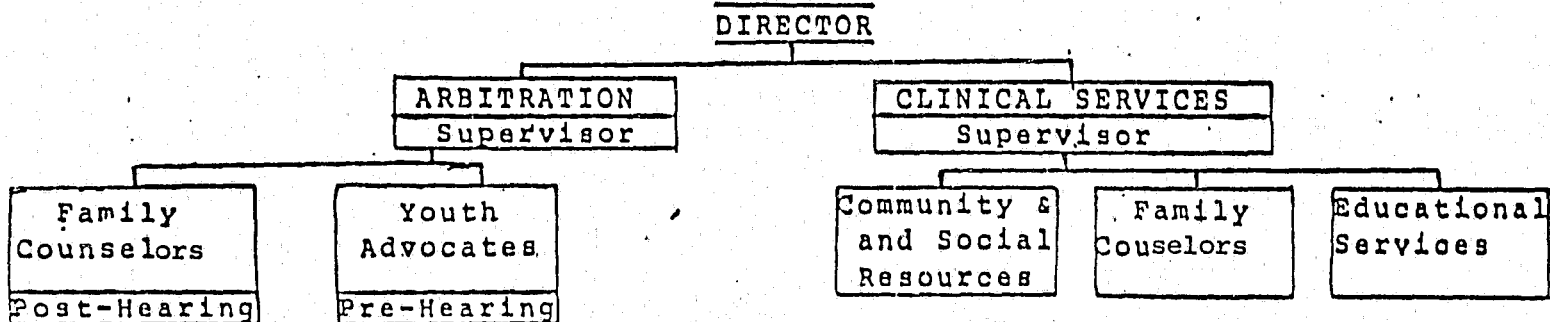 DIRECTOR
ARBITRATION
Supervisor
CLINICAL SERVICES
Supervisor
Family
Counselors
Post-Hearing
Youth
Advocates
Pre-Hearing
Community &
and Social
Resources
Family
Couselors
Educational
Services